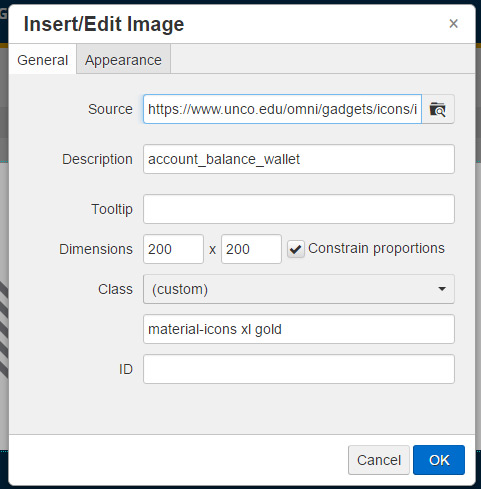 G
Insert/Edit Image ×
General Appearance
Source https://www.unco.edu/omni/gadgets/icons/i
Description account_balance_wallet
Tooltip
Dimensions 200 x 200 Constrain proportions
Class (custom)
material-icons xl gold
ID
Cancel OK